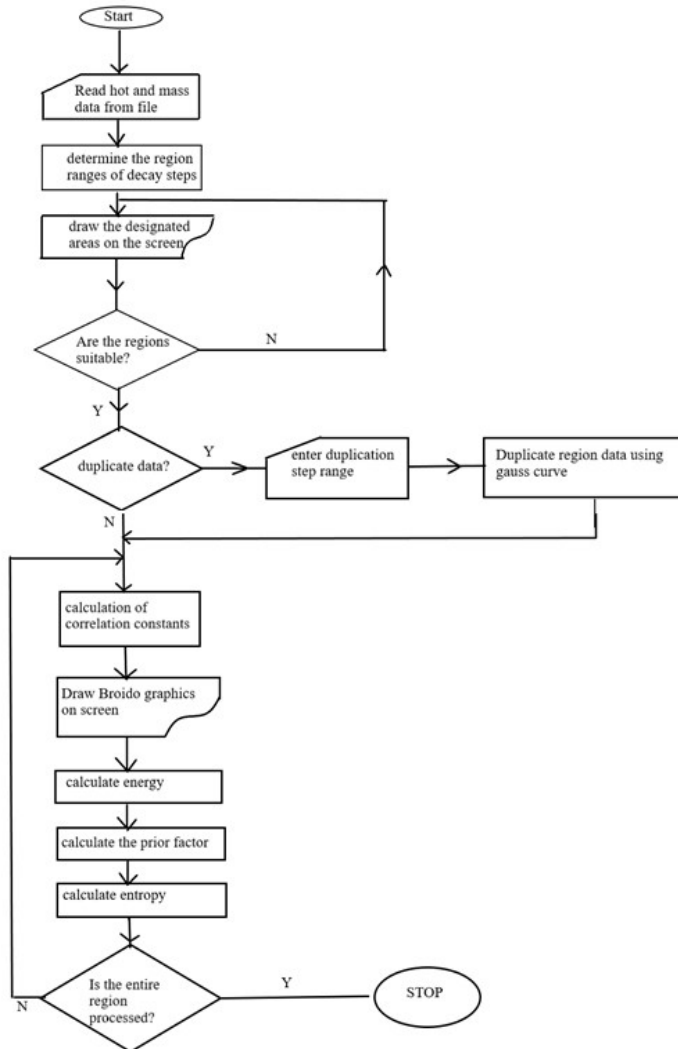 Start
Read hot and mass
data from file
determine the region
ranges of decay steps
draw the designated
areas on the screen
Are the regions
suitable?
N
Y
duplicate data?
Y
enter duplication
step range
Duplicate region data using
gauss curve
N
calculation of
correlation constants
Draw Broido graphics
on screen
calculate energy
calculate the prior factor
calculate entropy
Is the entire
region
processed?
N
Y
STOP